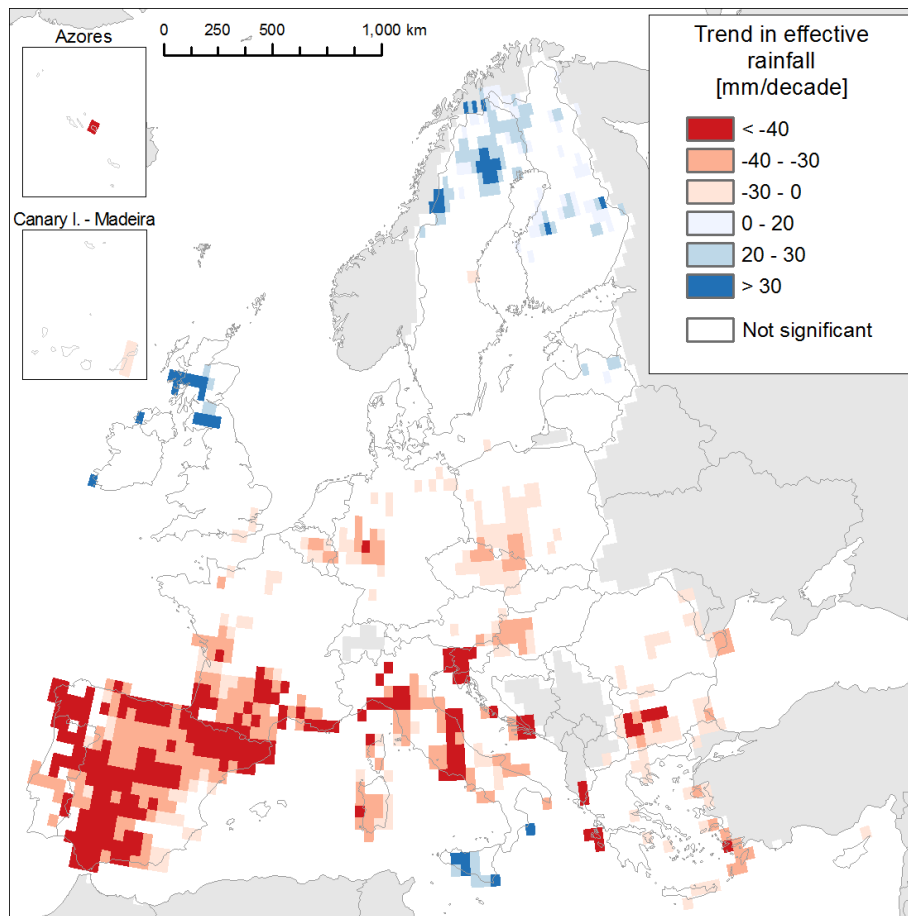 Azores
0 250 500 1,000 km
Canary I. - Madeira
Trend in effective
rainfall
[mm/decade]
< -40
-40 - -30
-30 - 0
0 - 20
20 - 30
> 30
Not significant